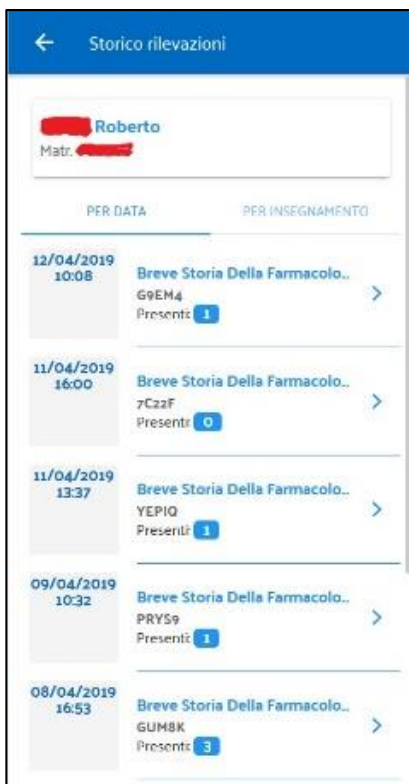 Storico rilevazioni
Roberto
Matr.
PER DATA PER INSEGNAMENTO
12/04/2019
10:08
Breve Storia Della Farmacolo...
G9EM4
Presenti: 1
11/04/2019
16:00
Breve Storia Della Farmacolo...
7C22F
Presenti: 0
11/04/2019
13:37
Breve Storia Della Farmacolo...
YEPIQ
Presenti: 1
09/04/2019
10:32
Breve Storia Della Farmacolo...
PRYS9
Presenti: 1
08/04/2019
16:53
Breve Storia Della Farmacolo...
GUM8K
Presenti: 3